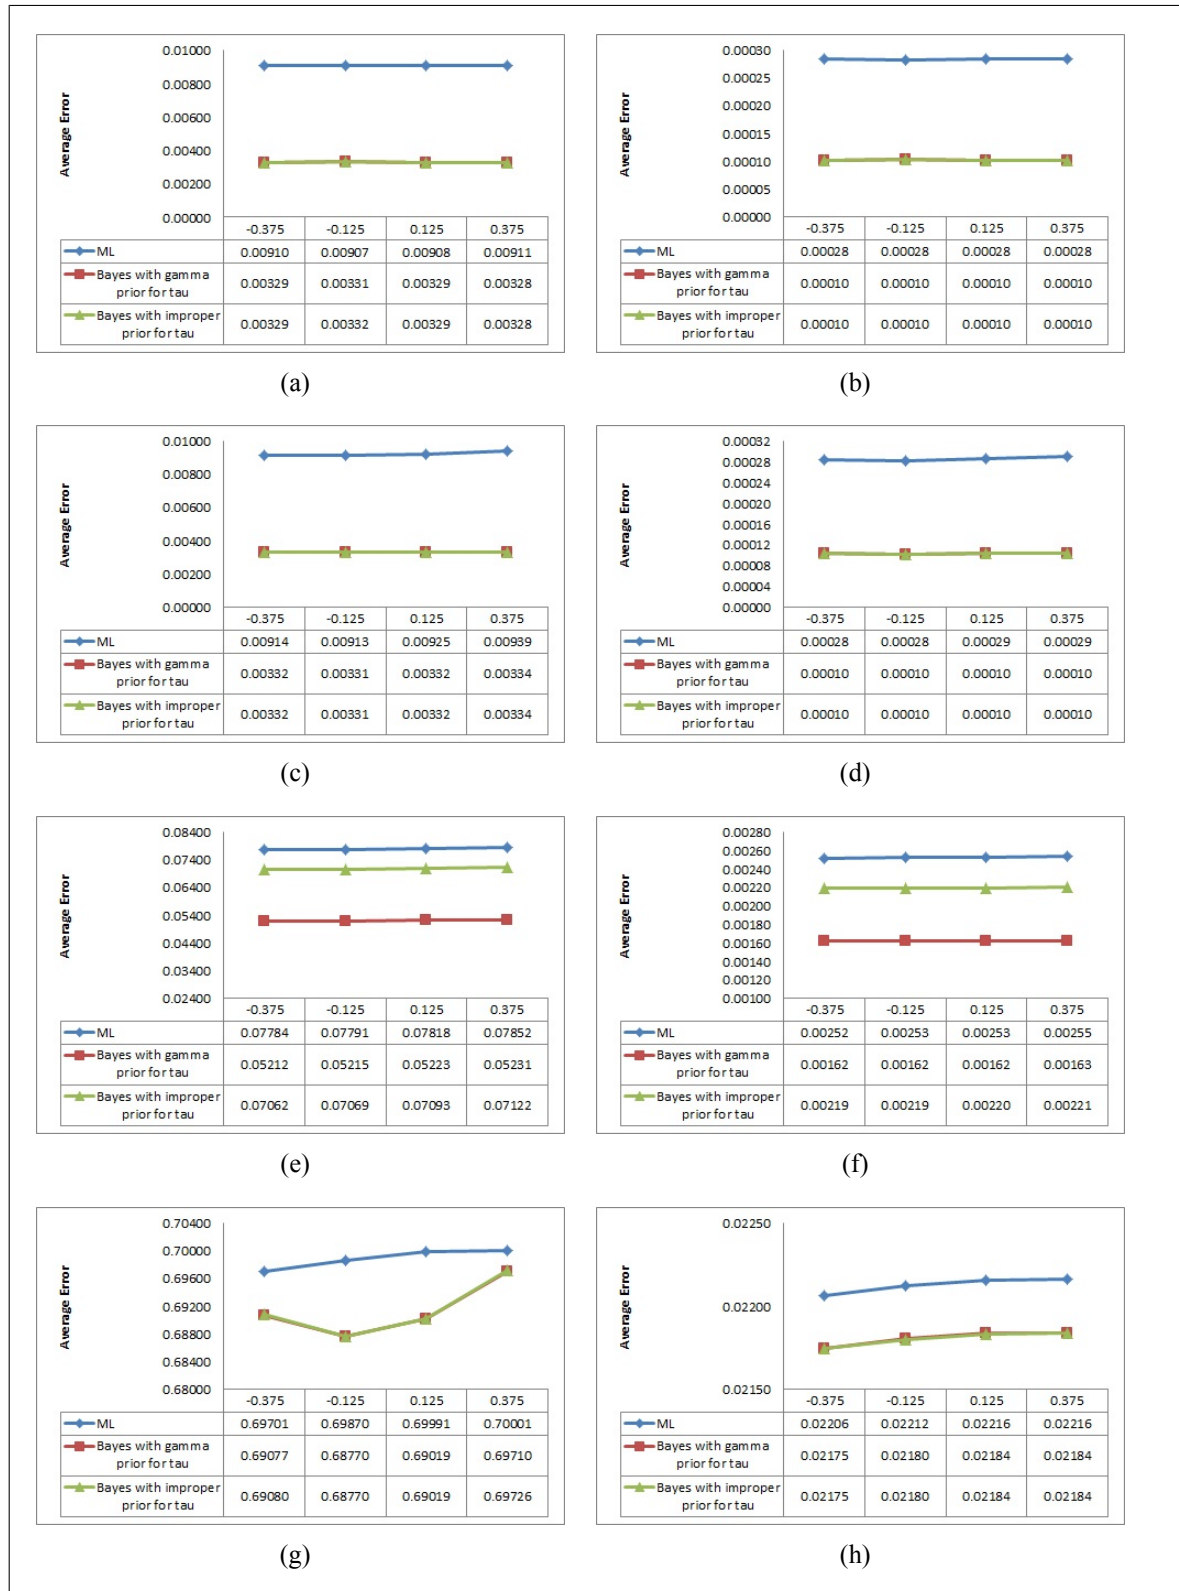 0.01000
0.00800
0.00600
0.00400
0.00200
0.00000
Average Error
-0.375 -0.125 0.125 0.375
ML 0.00910 0.00907 0.00908 0.00911
Bayes with gamma prior for tau 0.00329 0.00331 0.00329 0.00328
Bayes with improper prior for tau 0.00329 0.00332 0.00329 0.00328
(a)
0.00030
0.00025
0.00020
0.00015
0.00010
0.00005
0.00000
Average Error
-0.375 -0.125 0.125 0.375
ML 0.00028 0.00028 0.00028 0.00028
Bayes with gamma prior for tau 0.00010 0.00010 0.00010 0.00010
Bayes with improper prior for tau 0.00010 0.00010 0.00010 0.00010
(b)
0.01000
0.00800
0.00600
0.00400
0.00200
0.00000
Average Error
-0.375 -0.125 0.125 0.375
ML 0.00914 0.00913 0.00925 0.00939
Bayes with gamma prior for tau 0.00332 0.00331 0.00332 0.00334
Bayes with improper prior for tau 0.00332 0.00331 0.00332 0.00334
(c)
0.00032
0.00028
0.00024
0.00020
0.00016
0.00012
0.00008
0.00004
0.00000
Average Error
-0.375 -0.125 0.125 0.375
ML 0.00028 0.00028 0.00029 0.00029
Bayes with gamma prior for tau 0.00010 0.00010 0.00010 0.00010
Bayes with improper prior for tau 0.00010 0.00010 0.00010 0.00010
(d)
0.08400
0.07400
0.06400
0.05400
0.04400
0.03400
0.02400
Average Error
-0.375 -0.125 0.125 0.375
ML 0.07784 0.07791 0.07818 0.07852
Bayes with gamma prior for tau 0.05212 0.05215 0.05223 0.05231
Bayes with improper prior for tau 0.07062 0.07069 0.07093 0.07122
(e)
0.00280
0.00260
0.00240
0.00220
0.00200
0.00180
0.00160
0.00140
0.00120
0.00100
Average Error
-0.375 -0.125 0.125 0.375
ML 0.00252 0.00253 0.00253 0.00255
Bayes with gamma prior for tau 0.00162 0.00162 0.00162 0.00163
Bayes with improper prior for tau 0.00219 0.00219 0.00220 0.00221
(f)
0.70400
0.70000
0.69600
0.69200
0.68800
0.68400
0.68000
Average Error
-0.375 -0.125 0.125 0.375
ML 0.69701 0.69870 0.69991 0.70001
Bayes with gamma prior for tau 0.69077 0.68770 0.69019 0.69710
Bayes with improper prior for tau 0.69080 0.68770 0.69019 0.69726
(g)
0.02250
0.02200
0.02150
Average Error
-0.375 -0.125 0.125 0.375
ML 0.02206 0.02212 0.02216 0.02216
Bayes with gamma prior for tau 0.02175 0.02180 0.02184 0.02184
Bayes with improper prior for tau 0.02175 0.02180 0.02184 0.02184
(h)